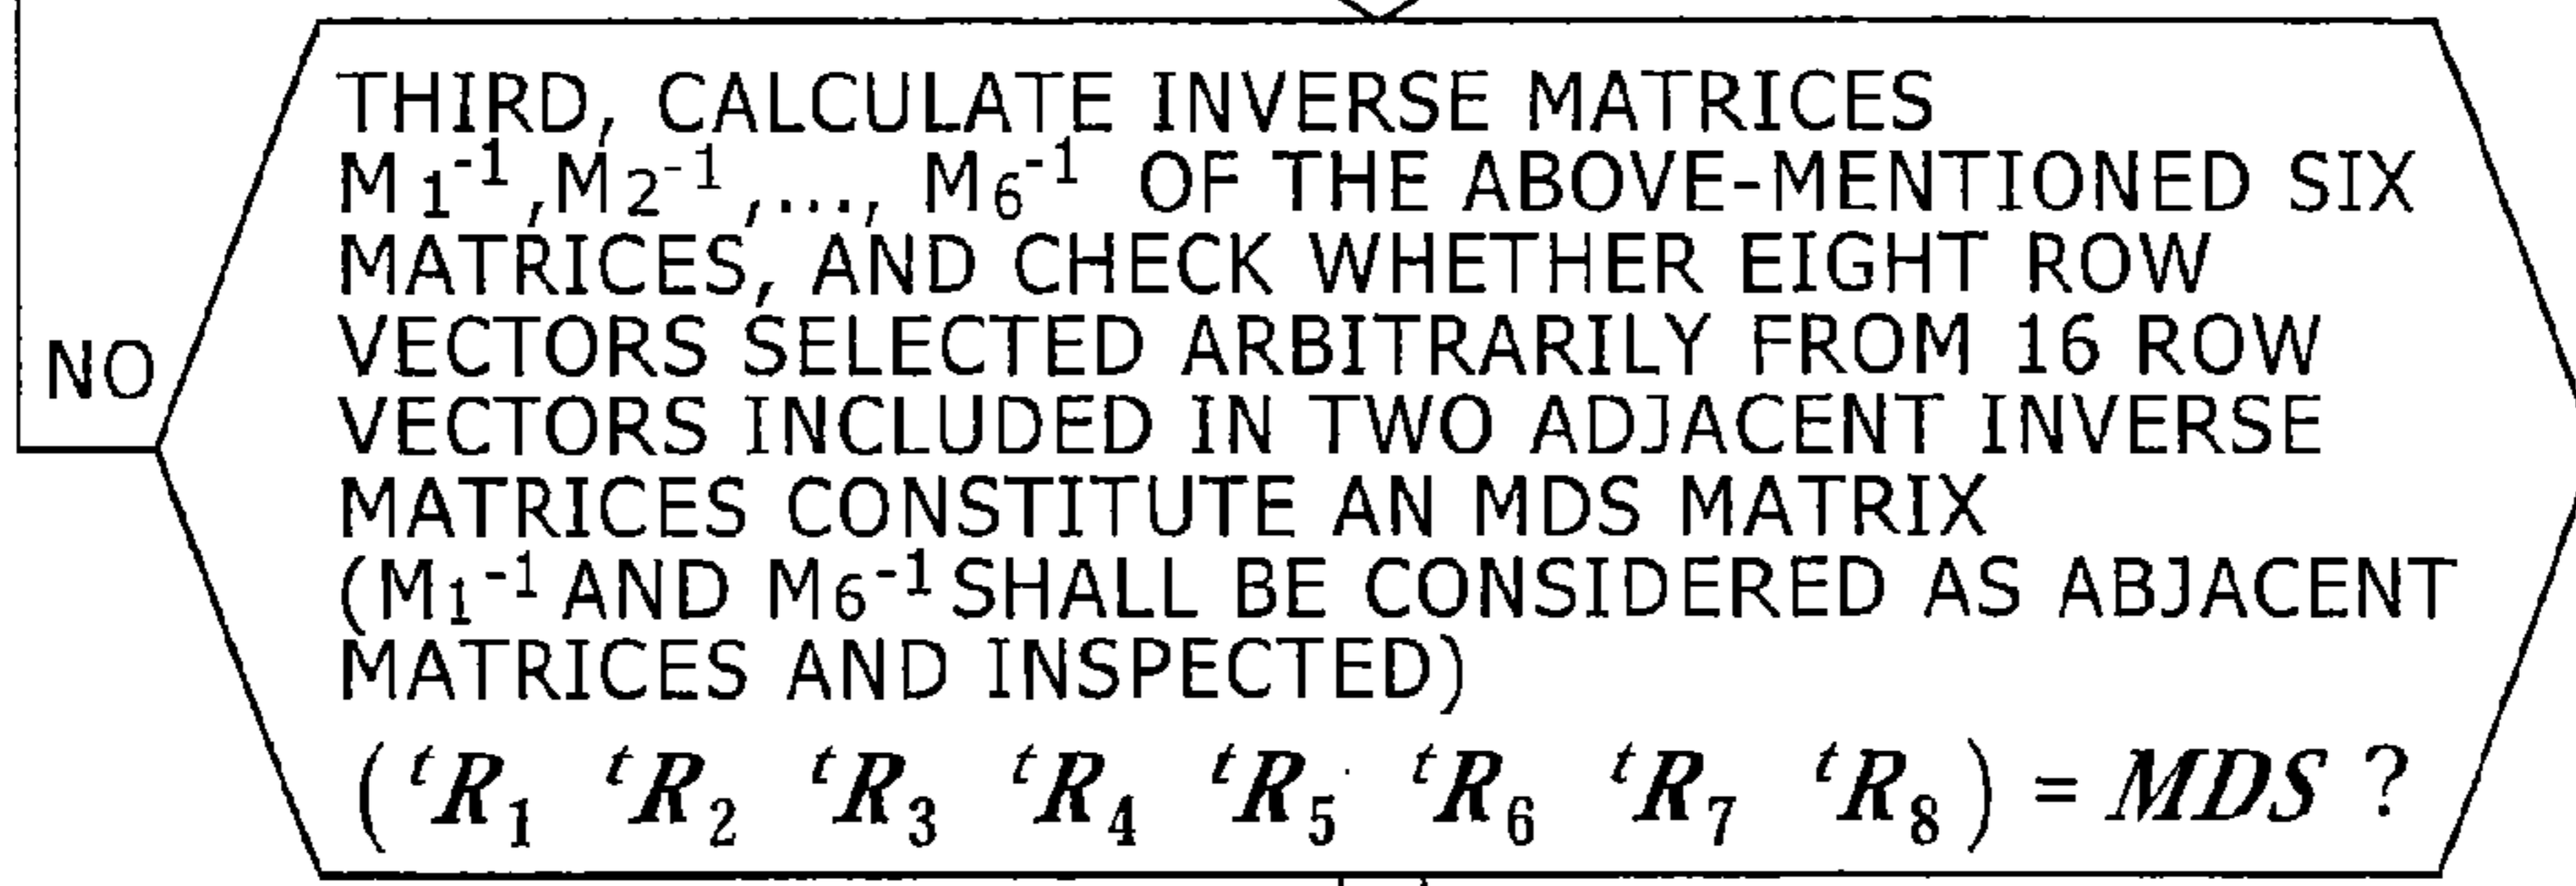 THIRD, CALCULATE INVERSE MATRICES
M₁⁻¹,M₂⁻¹,..., M₆⁻¹ OF THE ABOVE-MENTIONED SIX
MATRICES, AND CHECK WHETHER EIGHT ROW
VECTORS SELECTED ARBITRARILY FROM 16 ROW
NO
VECTORS INCLUDED IN TWO ADJACENT INVERSE
MATRICES CONSTITUTE AN MDS MATRIX
(M₁⁻¹ AND M₆⁻¹ SHALL BE CONSIDERED AS ABJACENT
MATRICES AND INSPECTED)
(ᵗR₁ ᵗR₂ ᵗR₃ ᵗR₄ ᵗR₅ ᵗR₆ ᵗR₇ ᵗR₈) = MDS ?